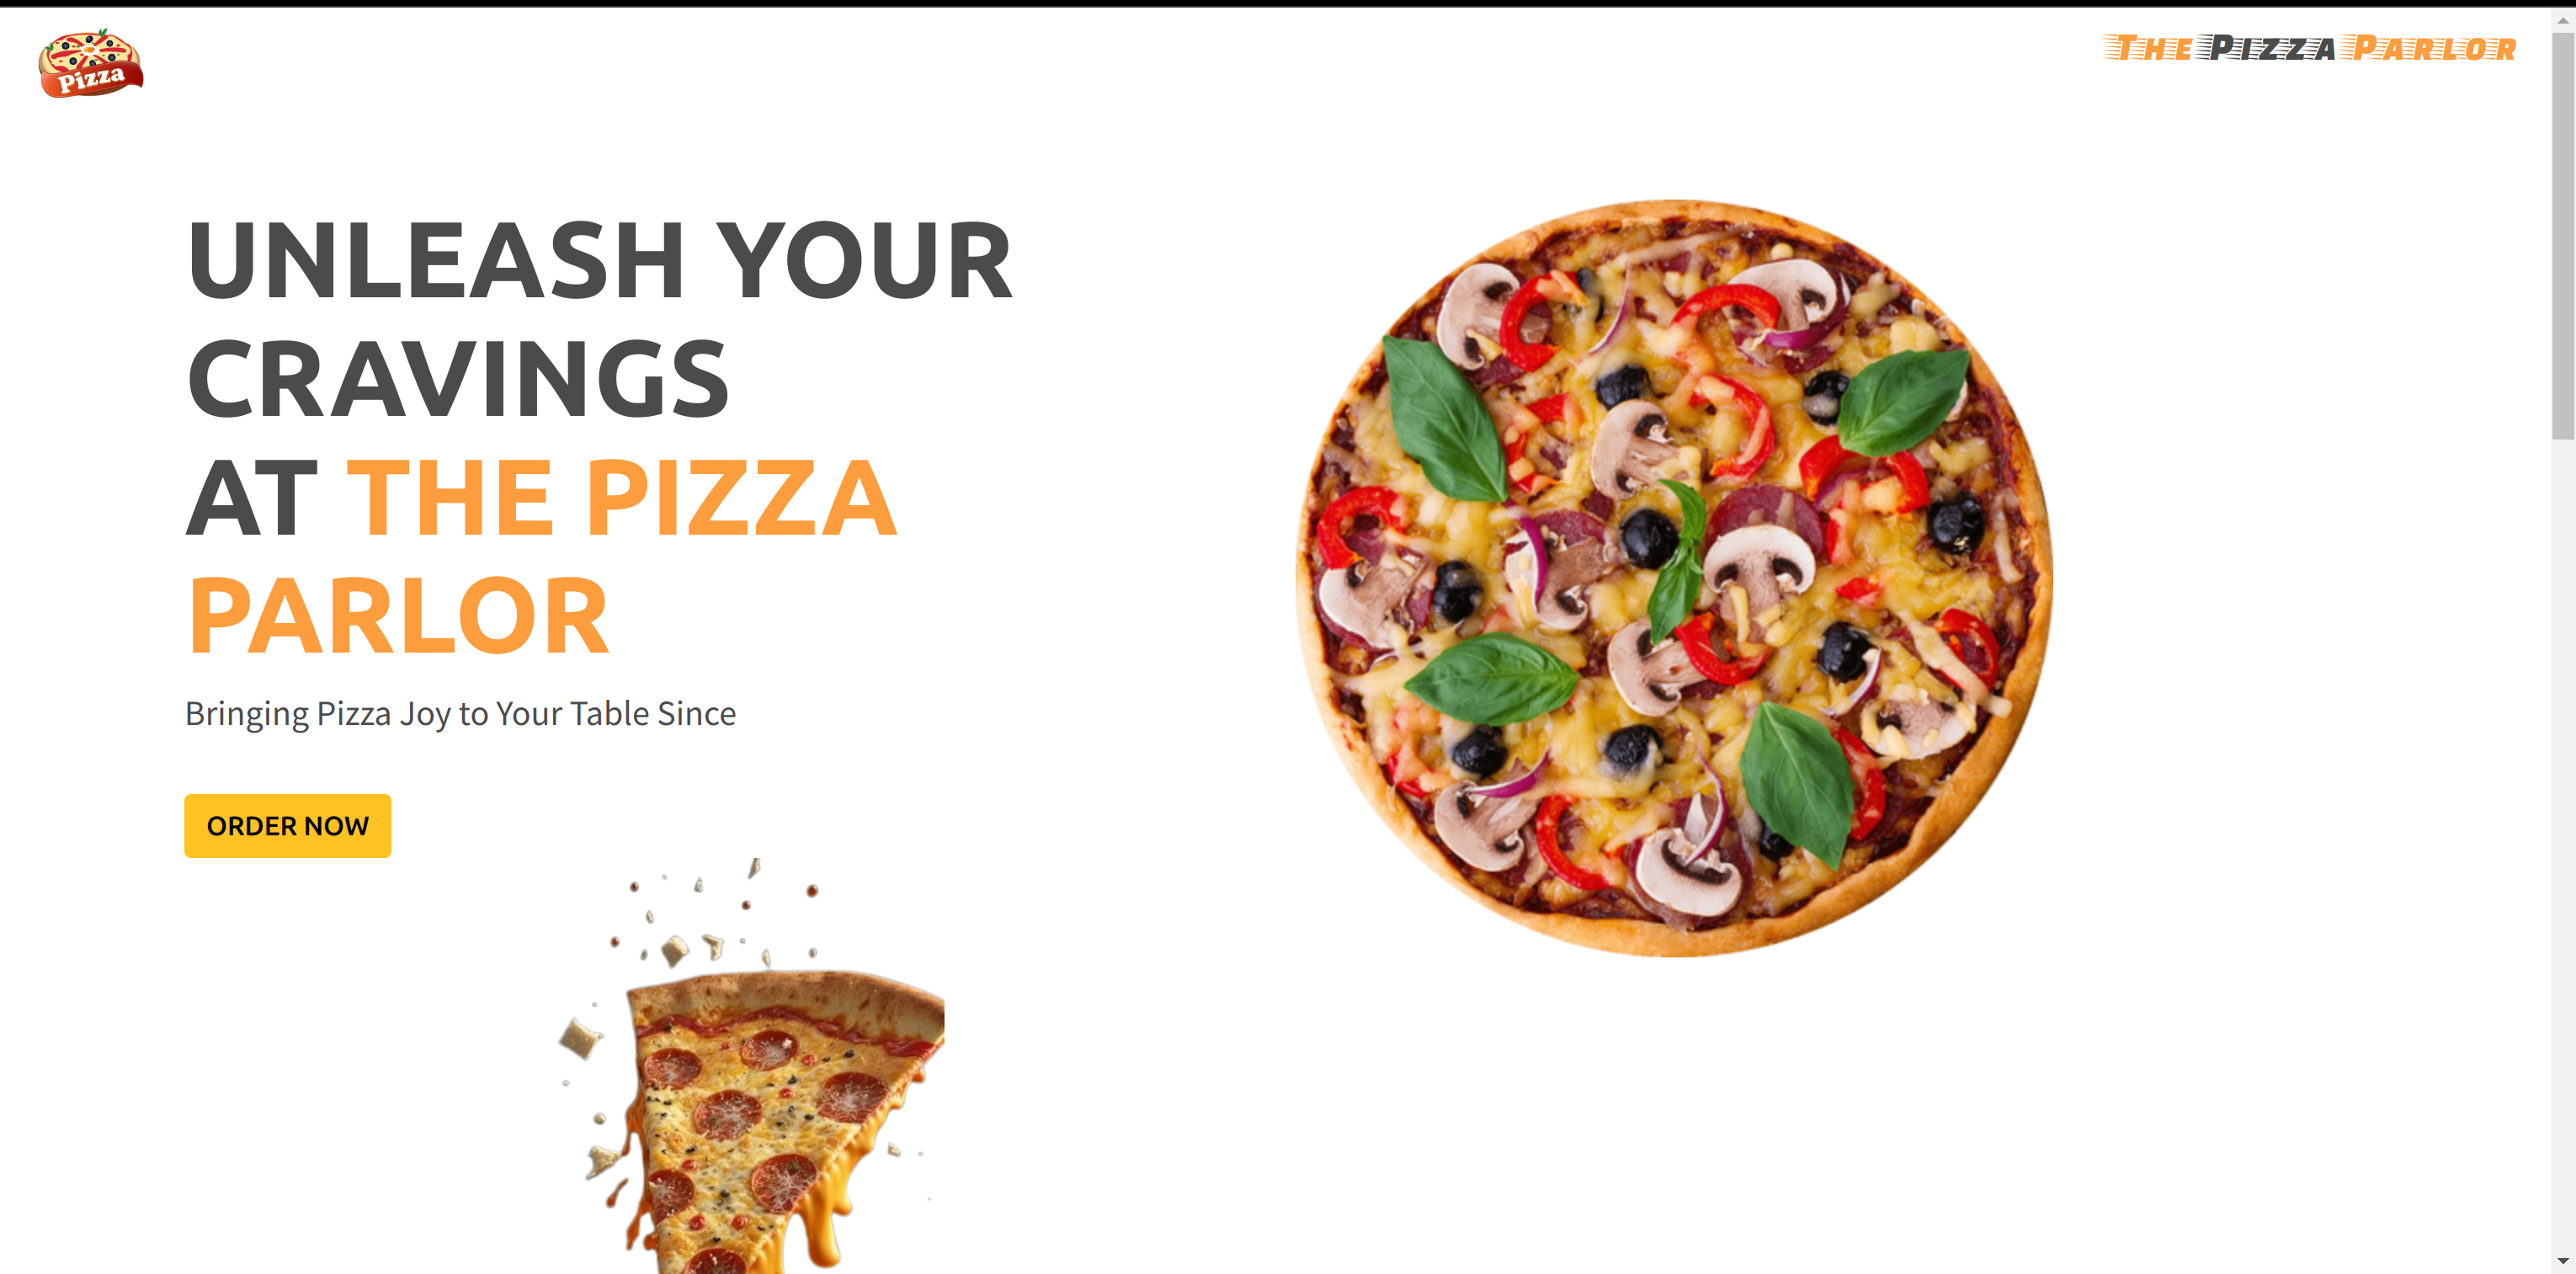 Pizza
The Pizza Parlor
UNLEASH YOUR
CRAVINGS
AT THE PIZZA
PARLOR
Bringing Pizza Joy to Your Table Since
ORDER NOW